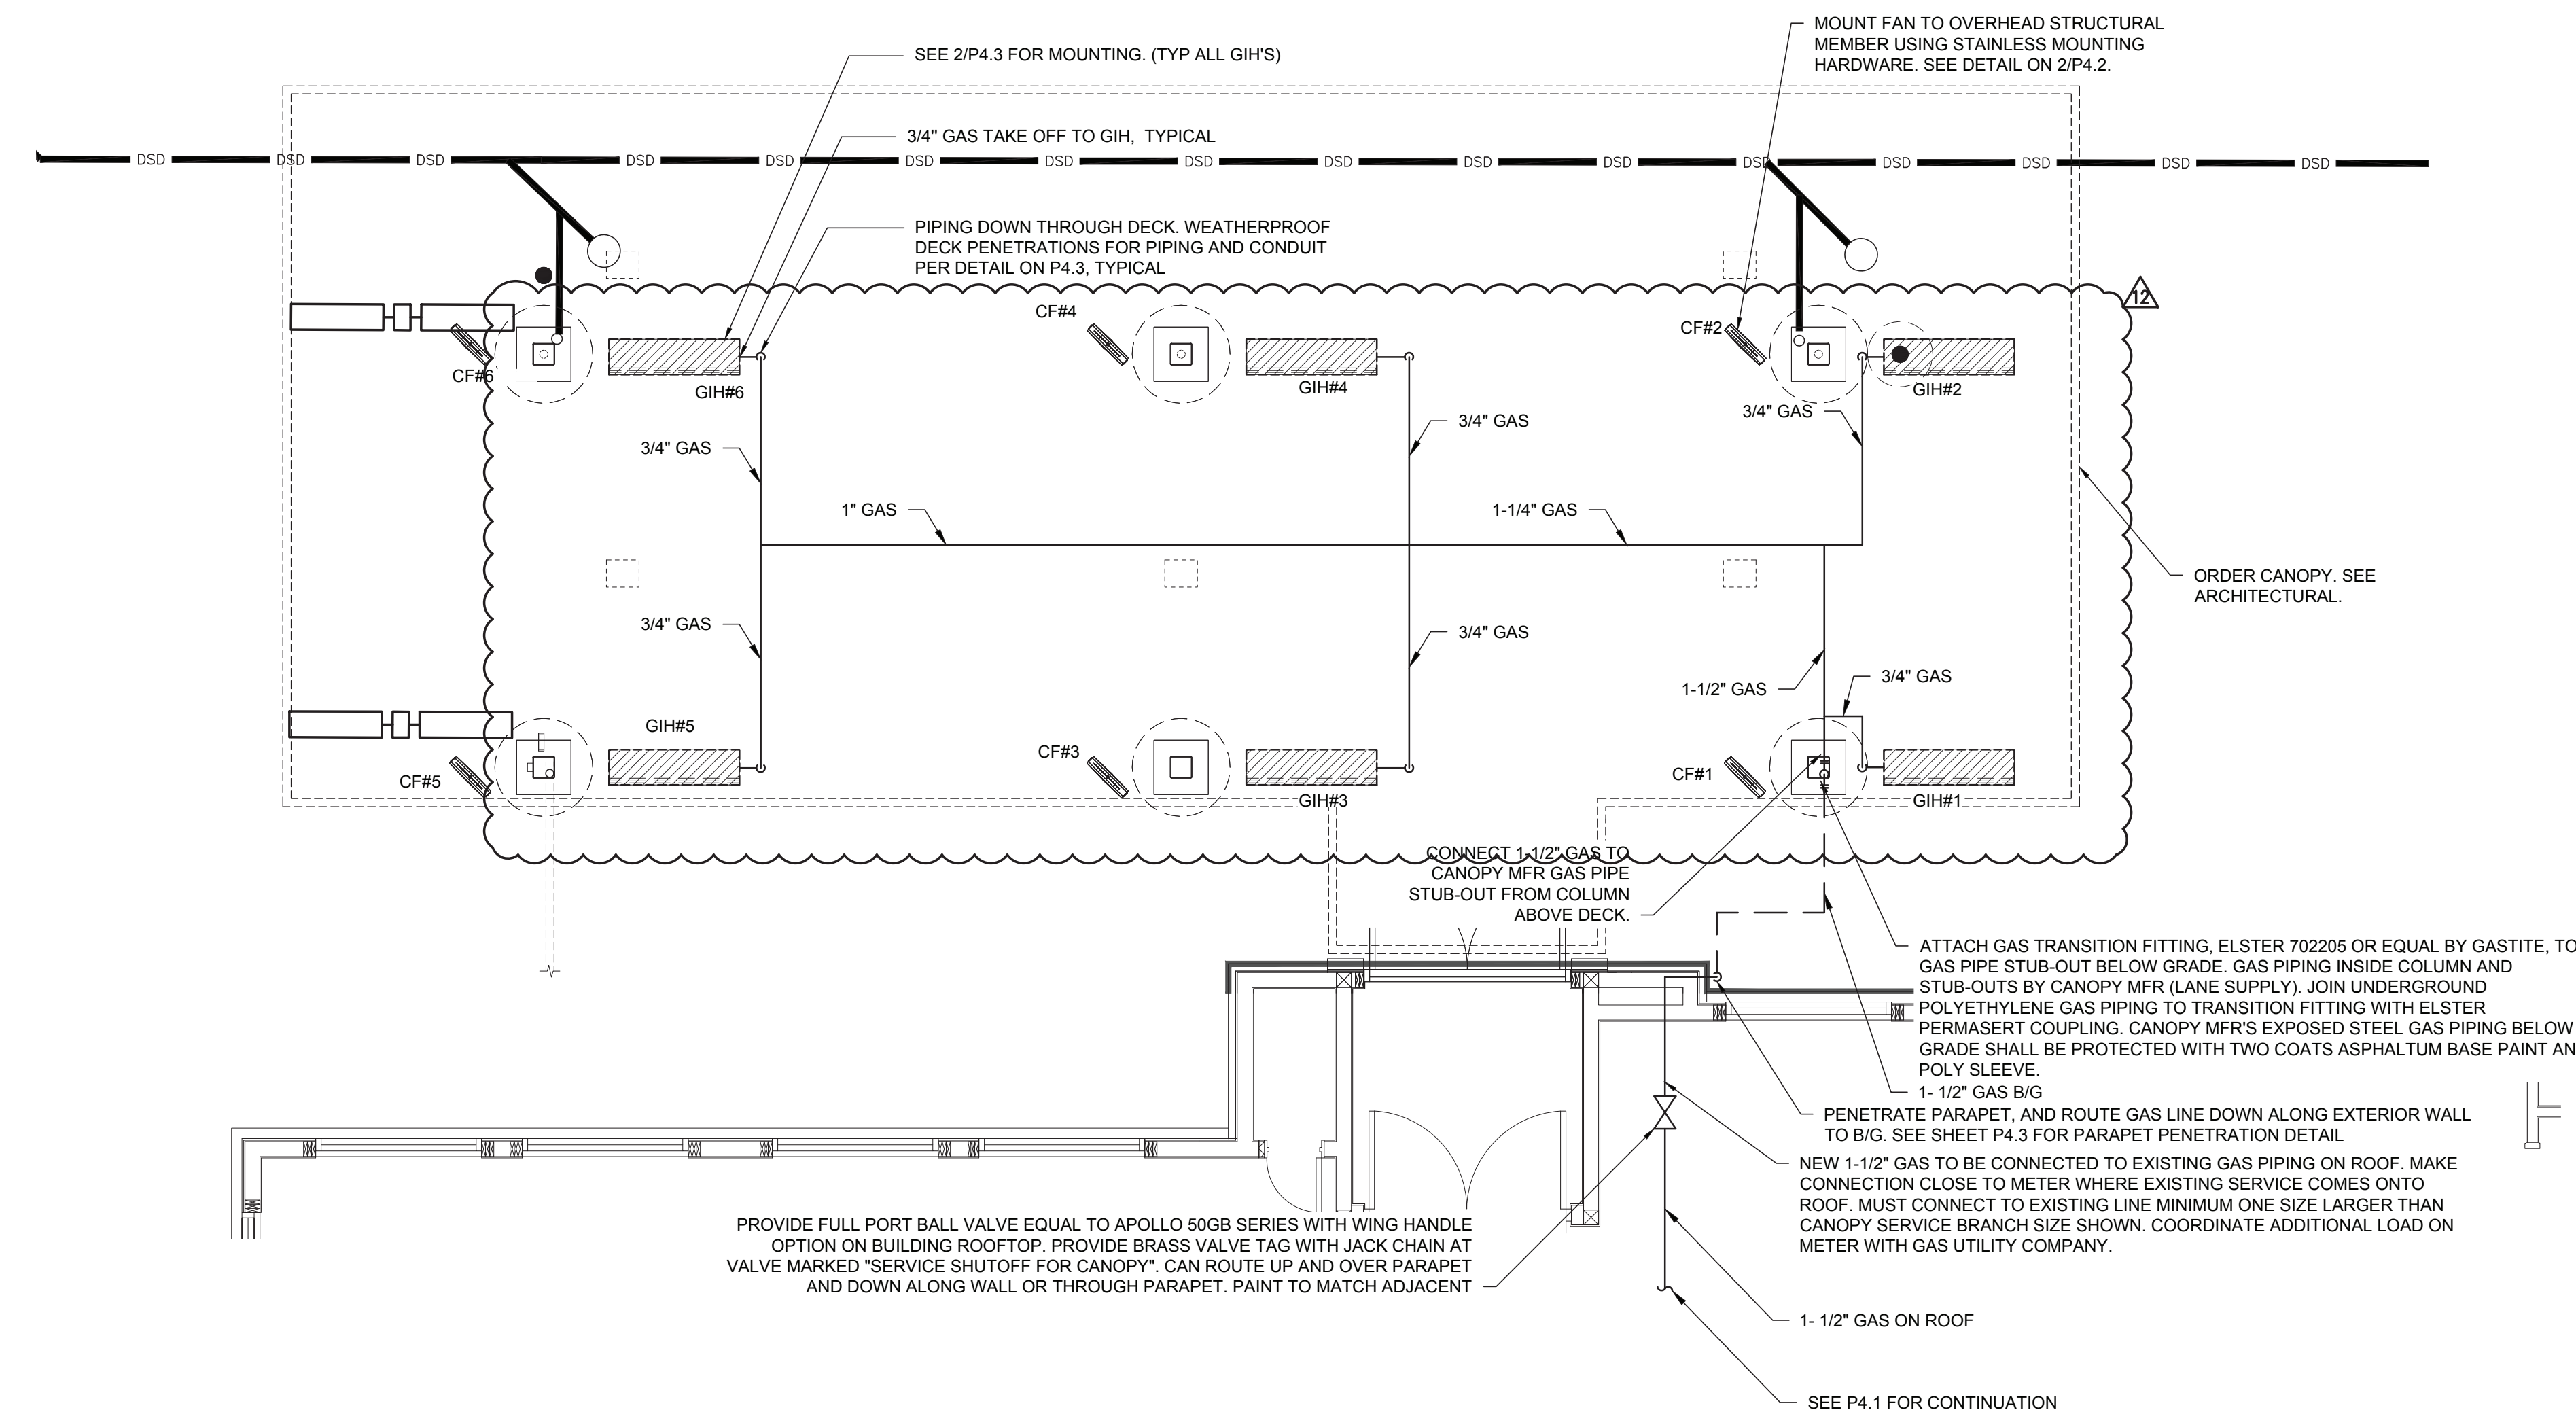 MOUNT FAN TO OVERHEAD STRUCTURAL
MEMBER USING STAINLESS MOUNTING
HARDWARE. SEE DETAIL ON 2/P4.2.
SEE 2/P4.3 FOR MOUNTING. (TYP ALL GIH'S)
3/4" GAS TAKE OFF TO GIH, TYPICAL
DSD DSD DSD DSD DSD DSD DSD DSD DSD DSD DSD DSD DSD DSD DSD DSD
PIPING DOWN THROUGH DECK. WEATHERPROOF
DECK PENETRATIONS FOR PIPING AND CONDUIT
PER DETAIL ON P4.3, TYPICAL
12
CF#4
CF#2
CF#6
GIH#6
GIH#4
GIH#2
3/4" GAS
3/4" GAS
3/4" GAS
1" GAS
1-1/4" GAS
ORDER CANOPY. SEE
ARCHITECTURAL.
3/4" GAS
3/4" GAS
3/4" GAS
1-1/2" GAS
GIH#5
CF#3
CF#1
CF#5
GIH#3
GIH#1
CONNECT 1-1/2" GAS TO
CANOPY MFR GAS PIPE
STUB-OUT FROM COLUMN
ABOVE DECK.
ATTACH GAS TRANSITION FITTING, ELSTER 702205 OR EQUAL BY GASTITE, TO
GAS PIPE STUB-OUT BELOW GRADE. GAS PIPING INSIDE COLUMN AND
STUB-OUTS BY CANOPY MFR (LANE SUPPLY). JOIN UNDERGROUND
POLYETHYLENE GAS PIPING TO TRANSITION FITTING WITH ELSTER
PERMASERT COUPLING. CANOPY MFR'S EXPOSED STEEL GAS PIPING BELOW
GRADE SHALL BE PROTECTED WITH TWO COATS ASPHALTUM BASE PAINT AN
POLY SLEEVE.
1- 1/2" GAS B/G
PENETRATE PARAPET, AND ROUTE GAS LINE DOWN ALONG EXTERIOR WALL
TO B/G. SEE SHEET P4.3 FOR PARAPET PENETRATION DETAIL
NEW 1-1/2" GAS TO BE CONNECTED TO EXISTING GAS PIPING ON ROOF. MAKE
CONNECTION CLOSE TO METER WHERE EXISTING SERVICE COMES ONTO
ROOF. MUST CONNECT TO EXISTING LINE MINIMUM ONE SIZE LARGER THAN
CANOPY SERVICE BRANCH SIZE SHOWN. COORDINATE ADDITIONAL LOAD ON
METER WITH GAS UTILITY COMPANY.
PROVIDE FULL PORT BALL VALVE EQUAL TO APOLLO 50GB SERIES WITH WING HANDLE
OPTION ON BUILDING ROOFTOP. PROVIDE BRASS VALVE TAG WITH JACK CHAIN AT
VALVE MARKED "SERVICE SHUTOFF FOR CANOPY". CAN ROUTE UP AND OVER PARAPET
AND DOWN ALONG WALL OR THROUGH PARAPET. PAINT TO MATCH ADJACENT
1- 1/2" GAS ON ROOF
SEE P4.1 FOR CONTINUATION